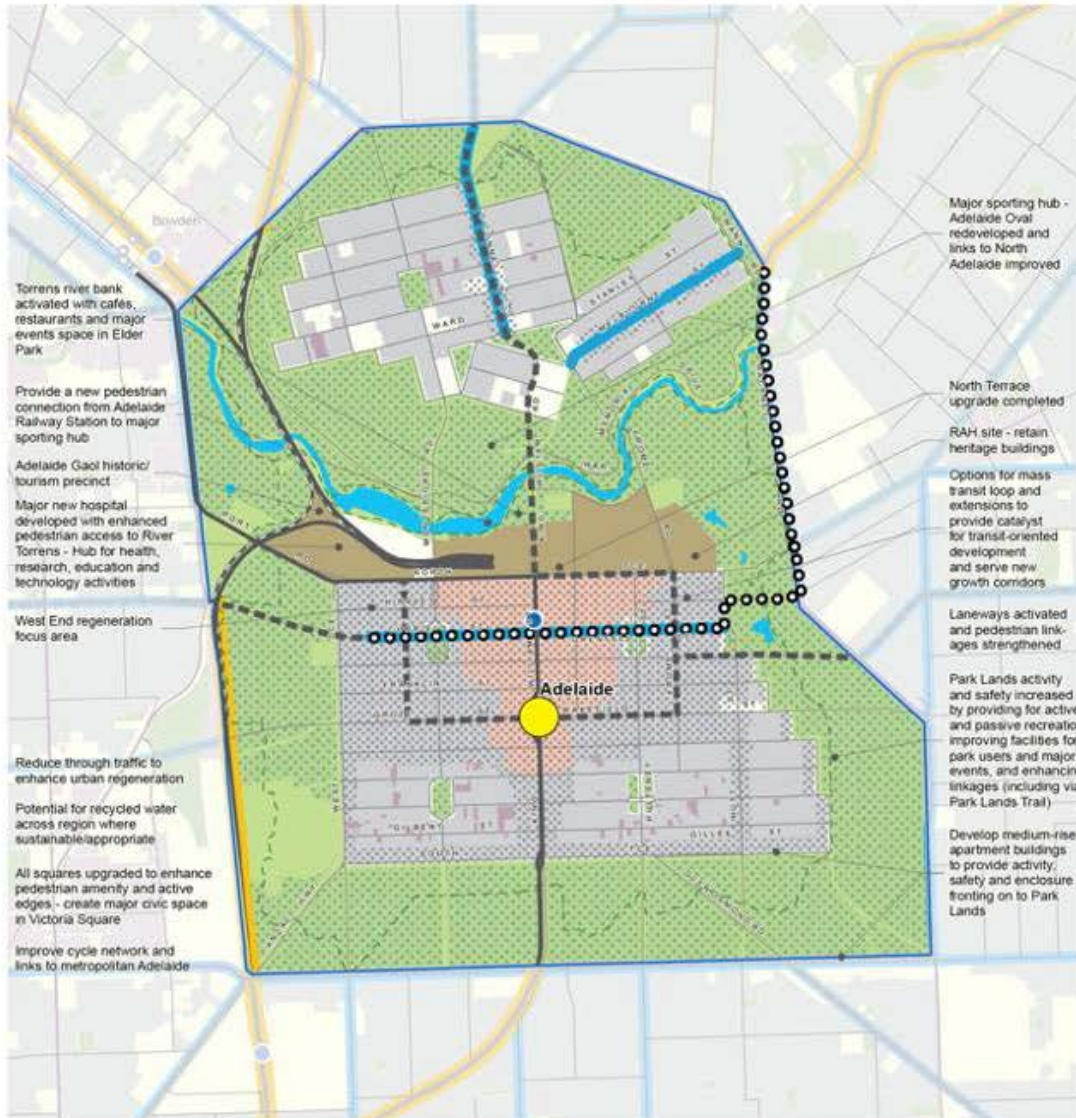 Bowden
Torrens river bank
activated with cafés,
restaurants and major
events space in Elder
Park
Provide a new pedestrian
connection from Adelaide
Railway Station to major
sporting hub
Adelaide Gaol historic/
tourism precinct
Major new hospital
developed with enhanced
pedestrian access to River
Torrens - Hub for health,
research, education and
technology activities
West End regeneration
focus area
Reduce through traffic to
enhance urban regeneration
Potential for recycled water
across region where
sustainable/appropriate
All squares upgraded to enhance
pedestrian amenity and active
edges - create major civic space
in Victoria Square
Improve cycle network and
links to metropolitan Adelaide
WARD
STANLEY ST
MELBOURNE ST
Adelaide
WEST
PULTENEY
GILBERT ST
GILLES ST
SOUTH TCE
Major sporting hub -
Adelaide Oval
redeveloped and
links to North
Adelaide improved
North Terrace
upgrade completed
RAH site - retain
heritage buildings
Options for mass
transit loop and
extensions to
provide catalyst
for transit-oriented
development
and serve new
growth corridors
Laneways activated
and pedestrian link-
ages strengthened
Park Lands activity
and safety increased
by providing for active
and passive recreatio
improving facilities for
park users and major
events, and enhancin
linkages (including via
Park Lands Trail)
Develop medium-rise
apartment buildings
to provide activity,
safety and enclosure
fronting on to Park
Lands